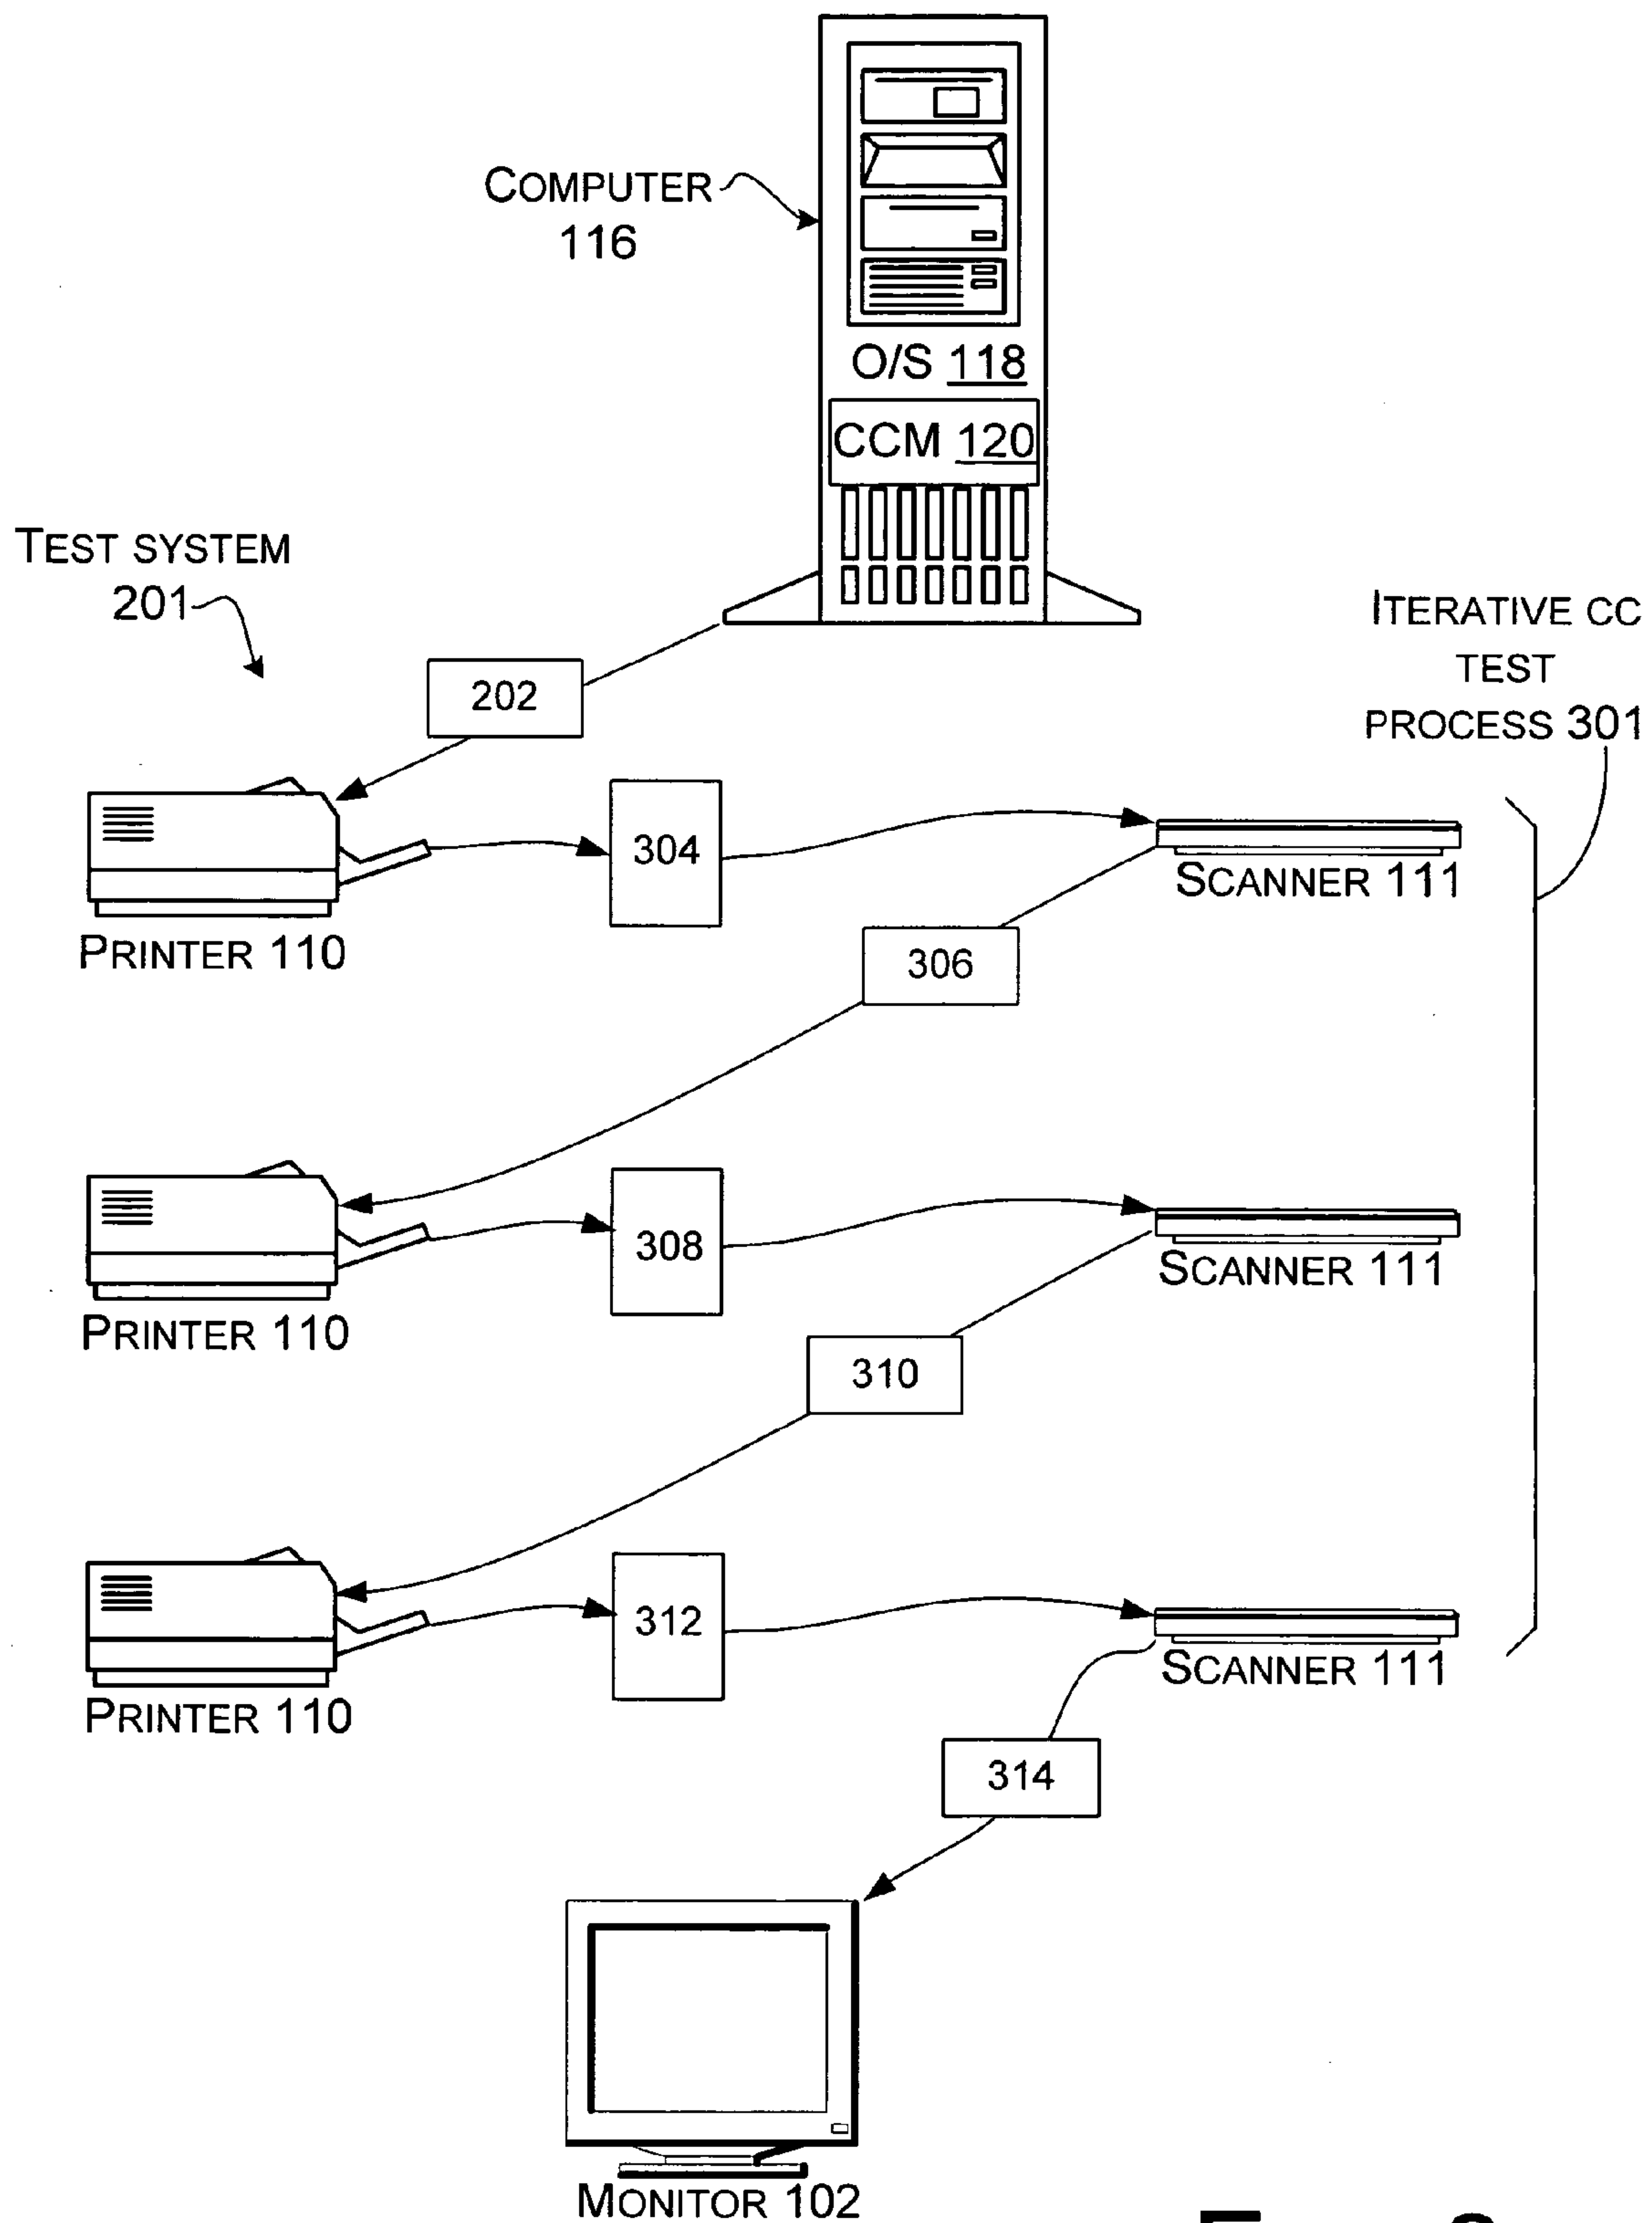 COMPUTER
116
O/S 118
CCM 120
TEST SYSTEM
201
ITERATIVE CC
TEST
PROCESS 301
202
304
SCANNER 111
PRINTER 110
306
308
SCANNER 111
PRINTER 110
310
312
SCANNER 111
PRINTER 110
314
MONITOR 102